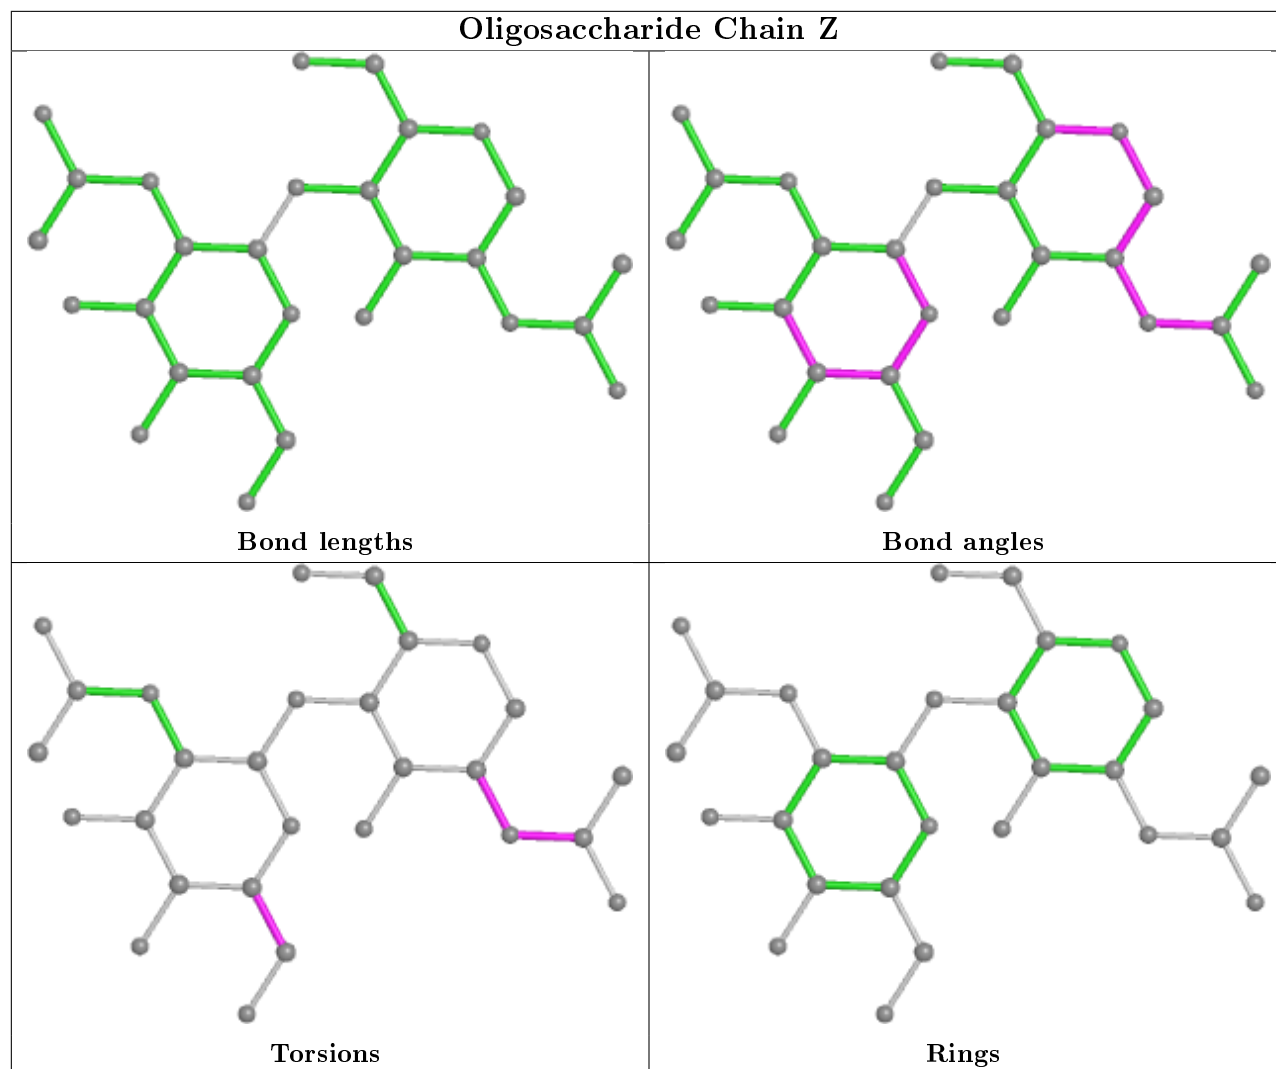 Oligosaccharide Chain Z
Bond lengths
Bond angles
Torsions
Rings